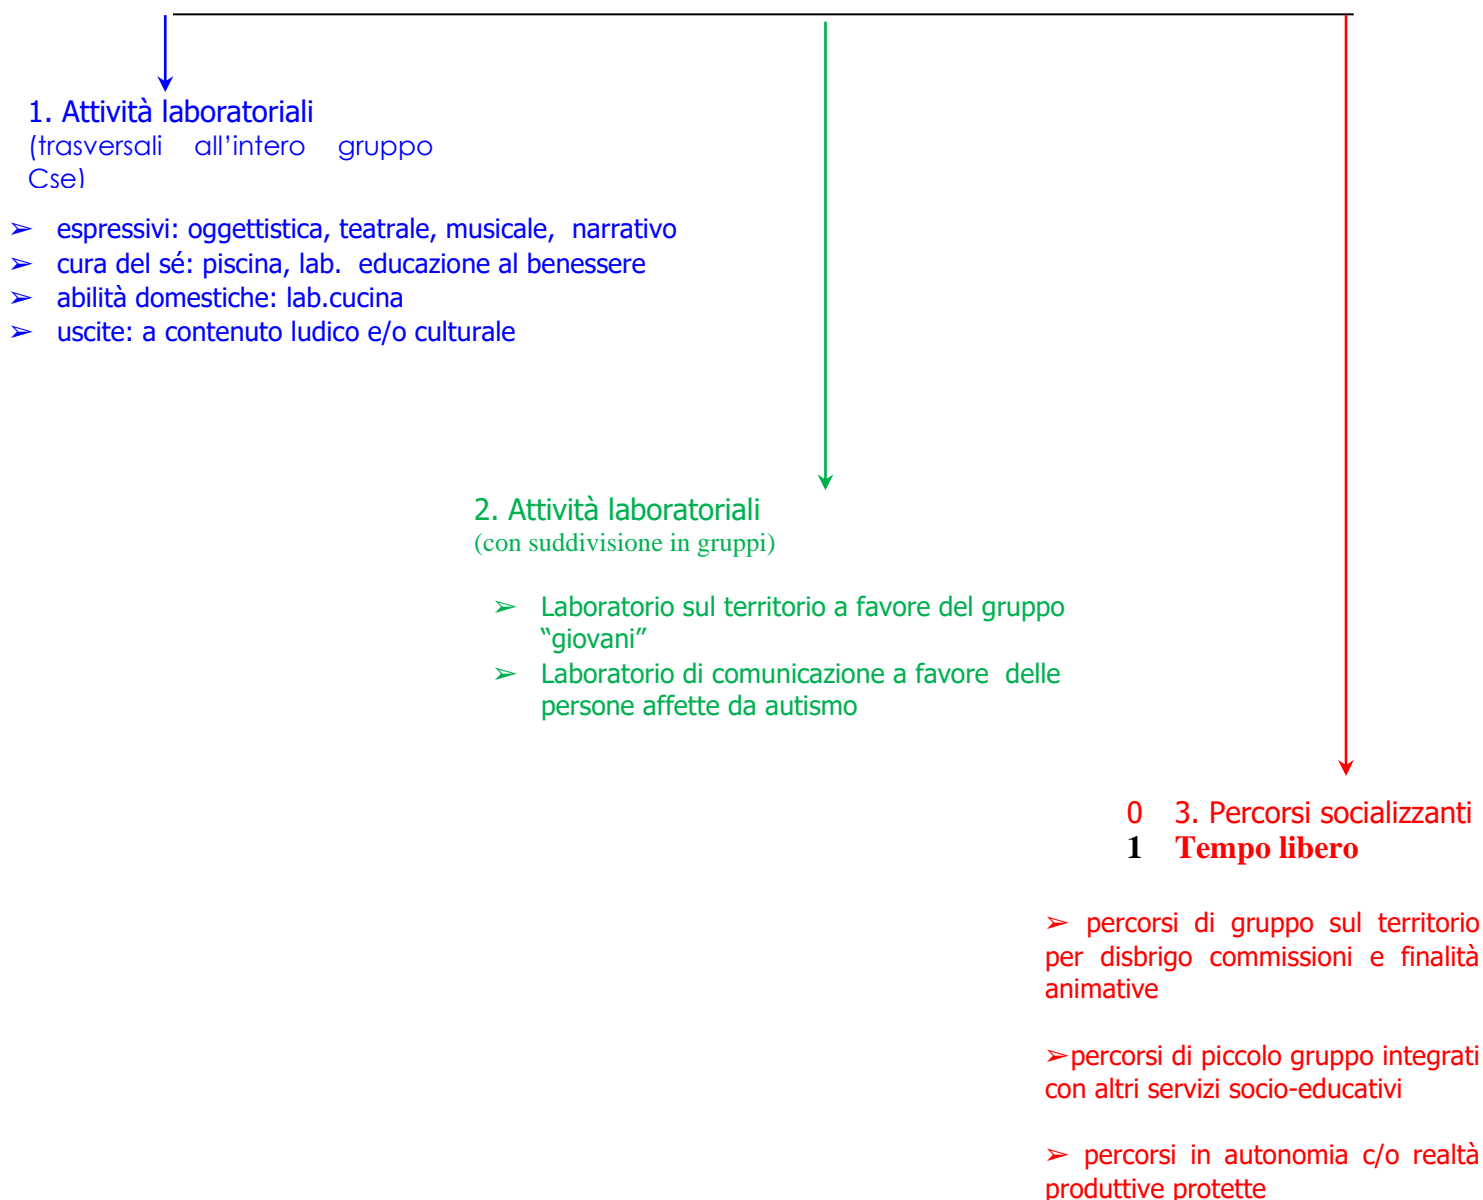 1. Attività laboratoriali
(trasversali all’intero gruppo
Cse)
➢ espressivi: oggettistica, teatrale, musicale, narrativo
➢ cura del sé: piscina, lab. educazione al benessere
➢ abilità domestiche: lab.cucina
➢ uscite: a contenuto ludico e/o culturale
2. Attività laboratoriali
(con suddivisione in gruppi)
➢ Laboratorio sul territorio a favore del gruppo
“giovani”
➢ Laboratorio di comunicazione a favore delle
persone affette da autismo
0 3. Percorsi socializzanti
1 Tempo libero
➢ percorsi di gruppo sul territorio
per disbrigo commissioni e finalità
animative
➢percorsi di piccolo gruppo integrati
con altri servizi socio-educativi
➢ percorsi in autonomia c/o realtà
produttive protette